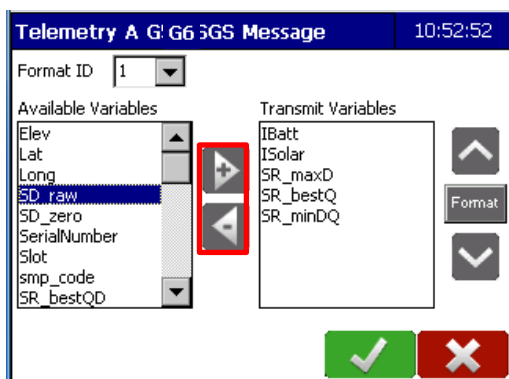 Telemetry A G! G6 SGS Message 10:52:52
Format ID 1
Available Variables
Elev
Lat
Long
SD_raw
SD_zero
SerialNumber
Slot
smp_code
SR_bestQD
+
-
Transmit Variables
IBatt
ISolar
SR_maxD
SR_bestQ
SR_minDQ
Format